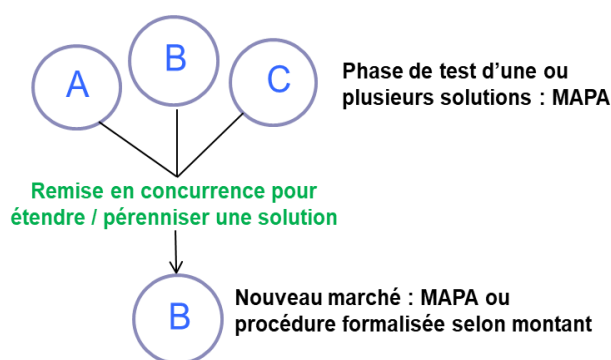 A
B
C
Phase de test d'une ou
plusieurs solutions : MAPA
Remise en concurrence pour
étendre / pérenniser une solution
B
Nouveau marché : MAPA ou
procédure formalisée selon montant